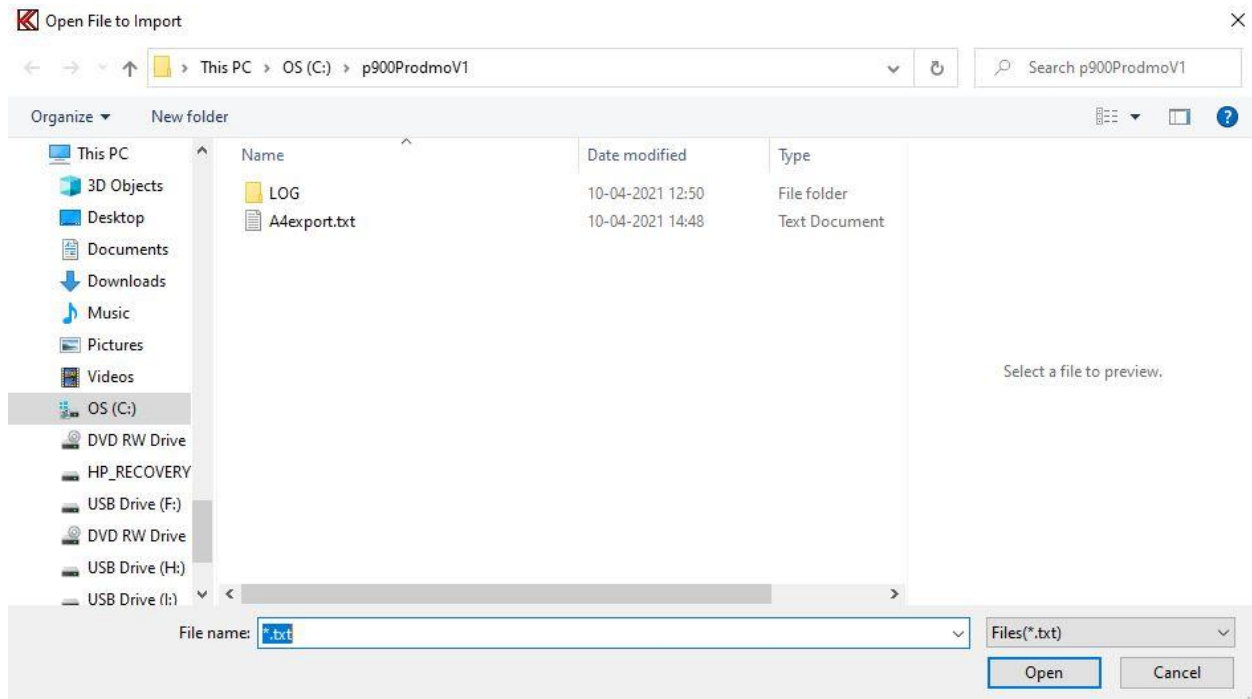 Open File to Import
This PC > OS (C:) > p900ProdmoV1
Search p900ProdmoV1
Organize
New folder
This PC
3D Objects
Desktop
Documents
Downloads
Music
Pictures
Videos
OS (C:)
DVD RW Drive
HP_RECOVERY
USB Drive (F:)
DVD RW Drive
USB Drive (H:)
USB Drive (I:)
Name Date modified Type
LOG 10-04-2021 12:50 File folder
A4export.txt 10-04-2021 14:48 Text Document
Select a file to preview.
File name: *.txt
Files(*.txt)
Open Cancel